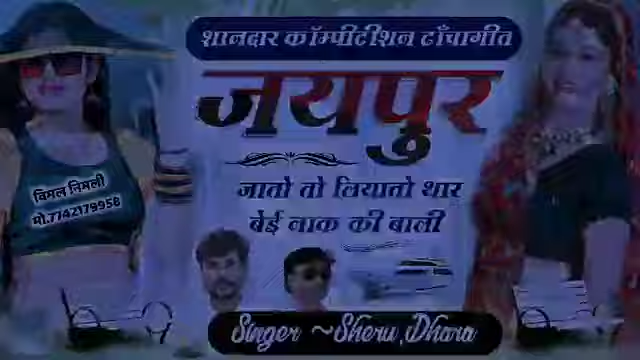 शानदार कॉम्पीटीशन टॉपागीत
जयपुर
जातो तो लियातो थार
बेई नाक की बाली
विमल निमली
मो.7742179958
Singer ~Sheru,Dhara